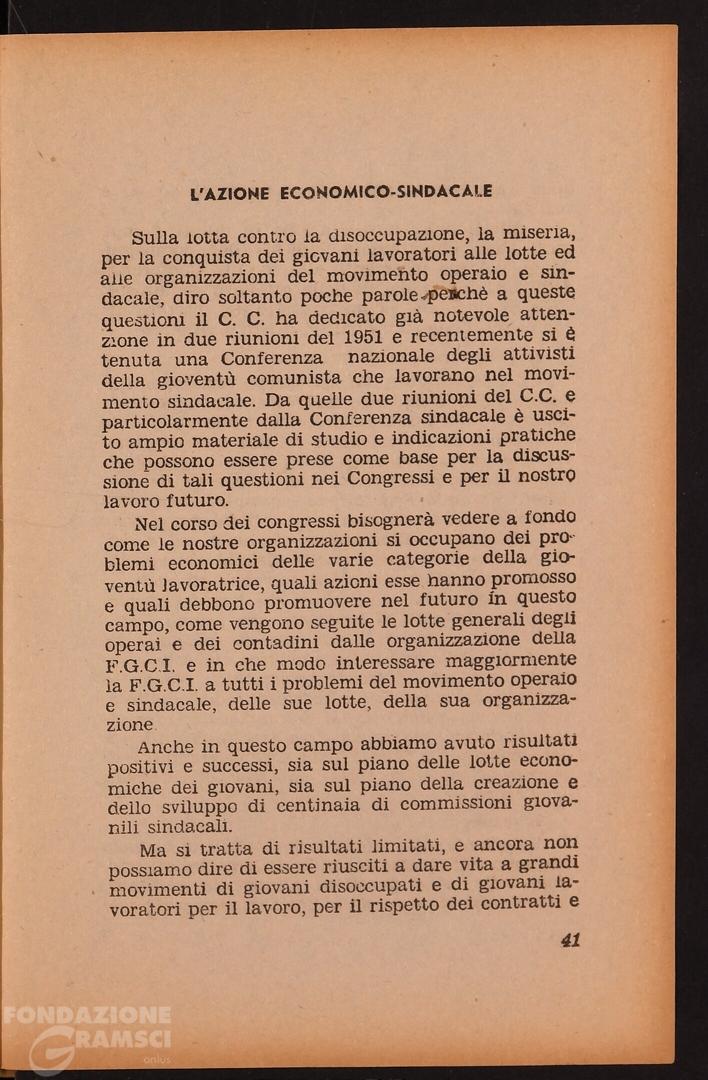 L'AZIONE ECONOMICO-SINDACALE
Sulla lotta contro la disoccupazione, la miseria,
per la conquista dei giovani lavoratori alle lotte ed
alle organizzazioni del movimento operaio e sin-
dacale, diro soltanto poche parole perchè a queste
questioni il C. C. ha dedicato già notevole atten-
zione in due riunioni del 1951 e recentemente si è
tenuta una Conferenza nazionale degli attivisti
della gioventù comunista che lavorano nel movi-
mento sindacale. Da quelle due riunioni del C.C. e
particolarmente dalla Conferenza sindacale è usci-
to ampio materiale di studio e indicazioni pratiche
che possono essere prese come base per la discus-
sione di tali questioni nei Congressi e per il nostro
lavoro futuro.
Nel corso dei congressi bisognerà vedere a fondo
come le nostre organizzazioni si occupano dei pro-
blemi economici delle varie categorie della gio-
ventù lavoratrice, quali azioni esse hanno promosso
e quali debbono promuovere nel futuro in questo
campo, come vengono seguite le lotte generali degli
operai e dei contadini dalle organizzazione della
F.G.C.I. e in che modo interessare maggiormente
la F.G.C.I. a tutti i problemi del movimento operaio
e sindacale, delle sue lotte, della sua organizza-
zione.
Anche in questo campo abbiamo avuto risultati
positivi e successi, sia sul piano delle lotte econo-
miche dei giovani, sia sul piano della creazione e
dello sviluppo di centinaia di commissioni giova-
nili sindacali.
Ma si tratta di risultati limitati, e ancora non
possiamo dire di essere riusciti a dare vita a grandi
movimenti di giovani disoccupati e di giovani la-
voratori per il lavoro, per il rispetto dei contratti e
41
FONDAZIONE
GRAMSCI
onlus